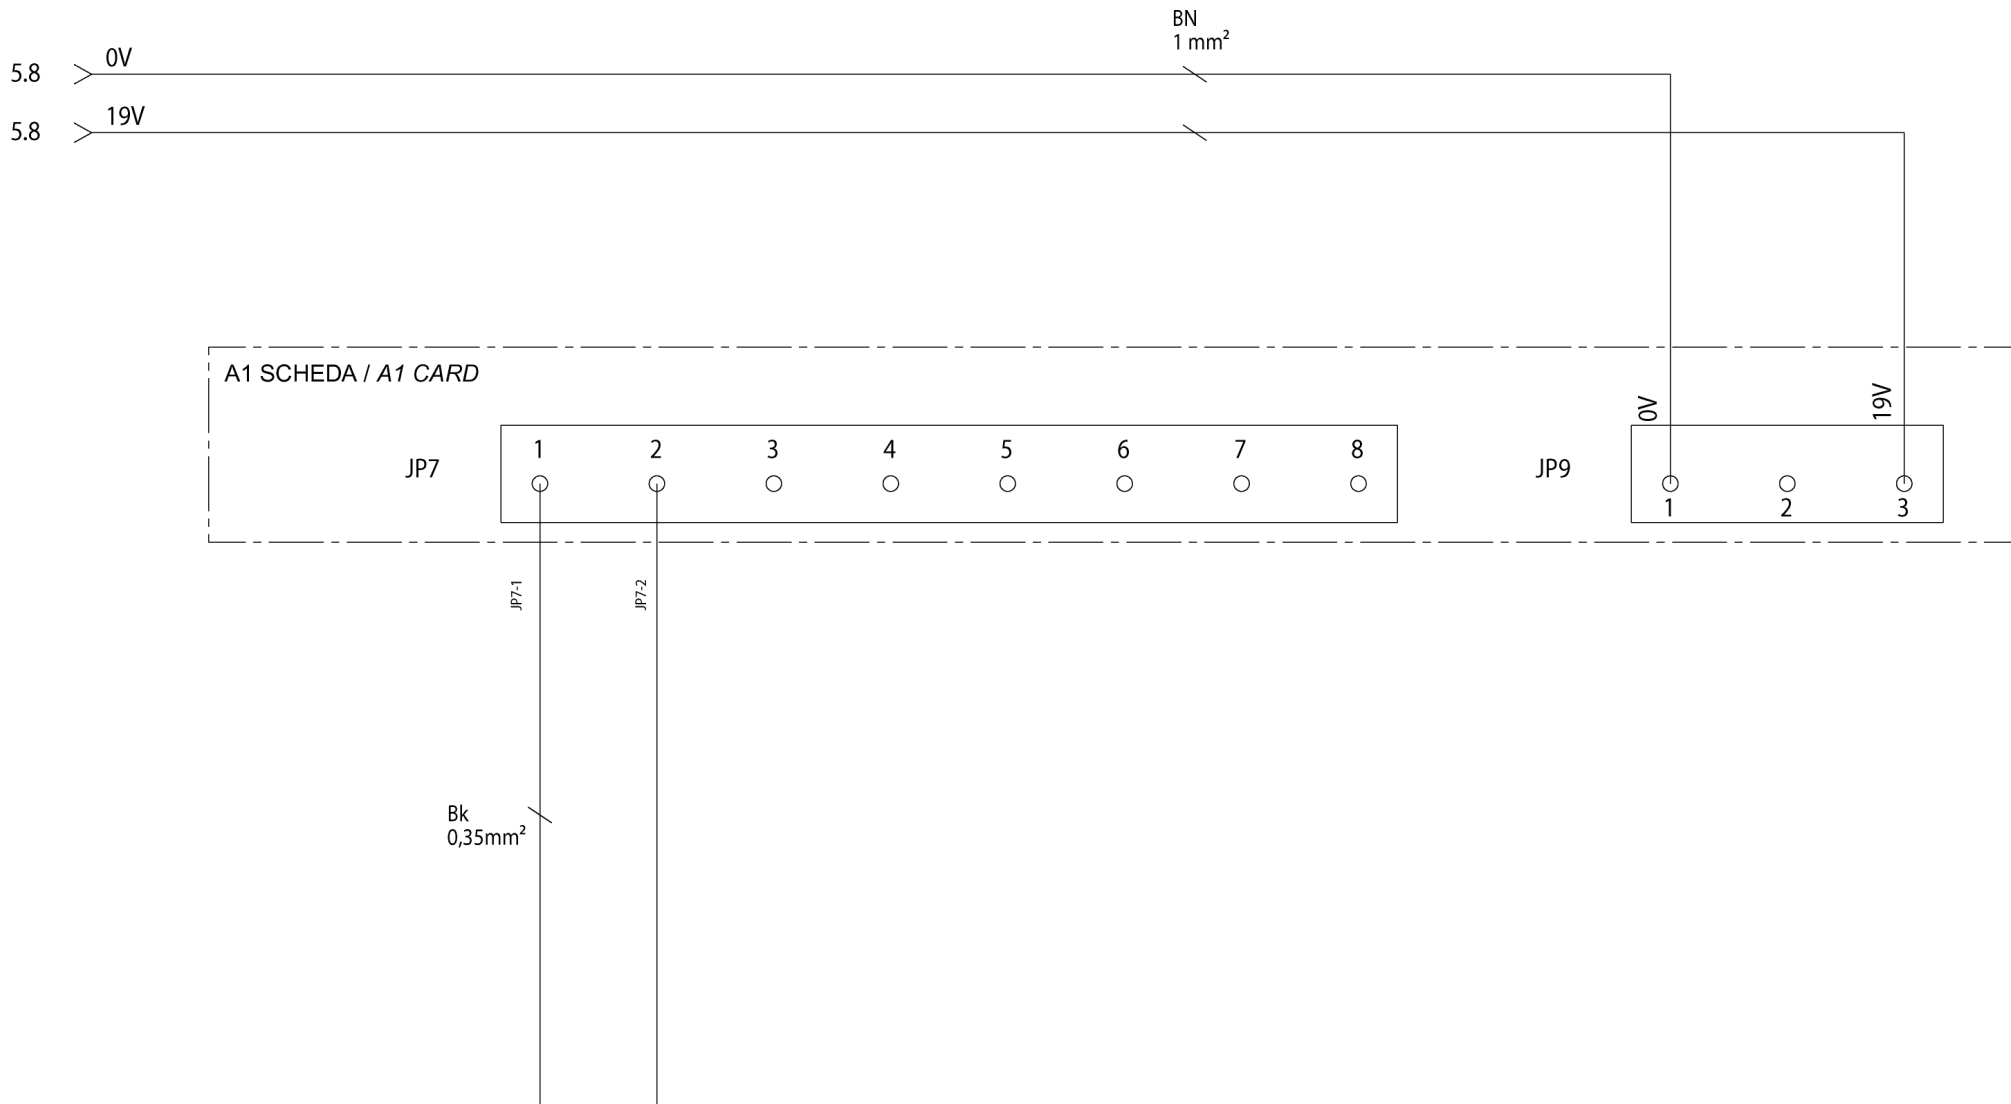 BN
1 mm²
5.8
0V
5.8
19V
A1 SCHEDA / A1 CARD
0V
19V
JP7
1 2 3 4 5 6 7 8
JP9
1 2 3
JP7-1
JP7-2
Bk
0,35mm²